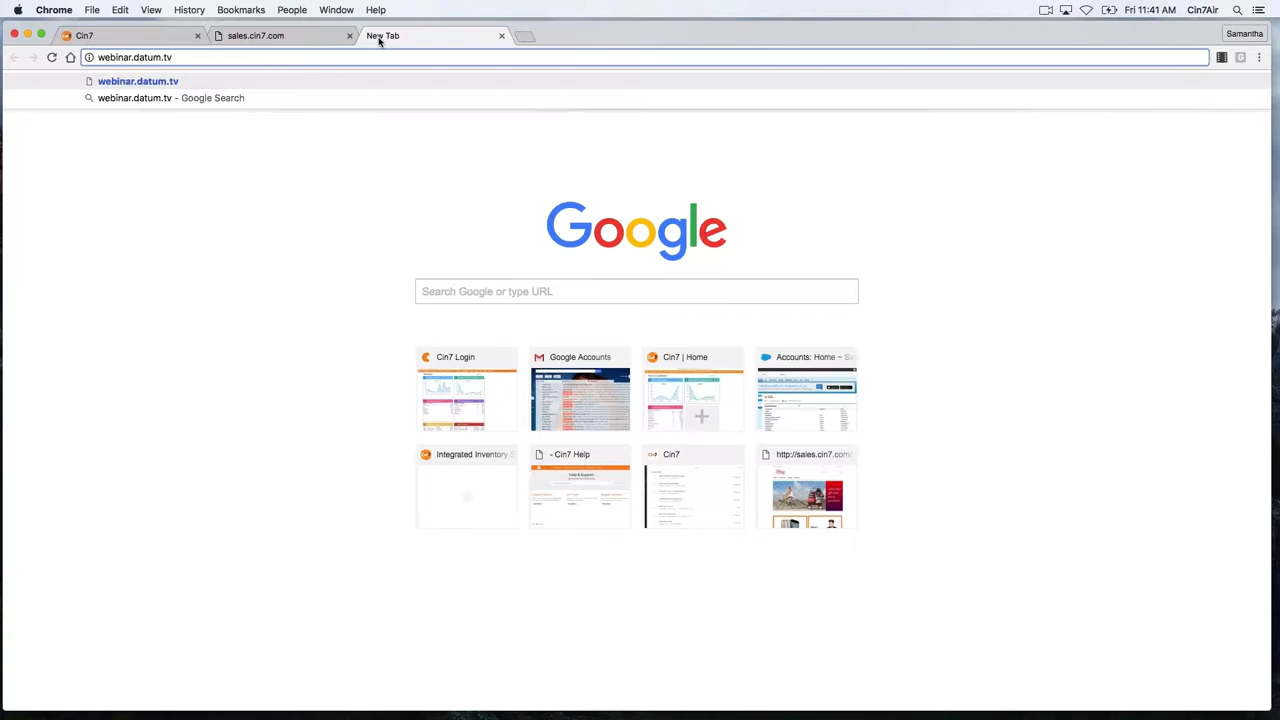 Chrome File Edit View History Bookmarks People Window Help Fri 11:41 AM Cin7Air
Cin7 sales.cin7.com New Tab Samantha
webinar.datum.tv
webinar.datum.tv
webinar.datum.tv - Google Search
Google
Search Google or type URL
Cin7 Login Google Accounts Cin7 | Home Accounts: Home ~
Integrated Inventory - Cin7 Help Cin7 http://sales.cin7.com/